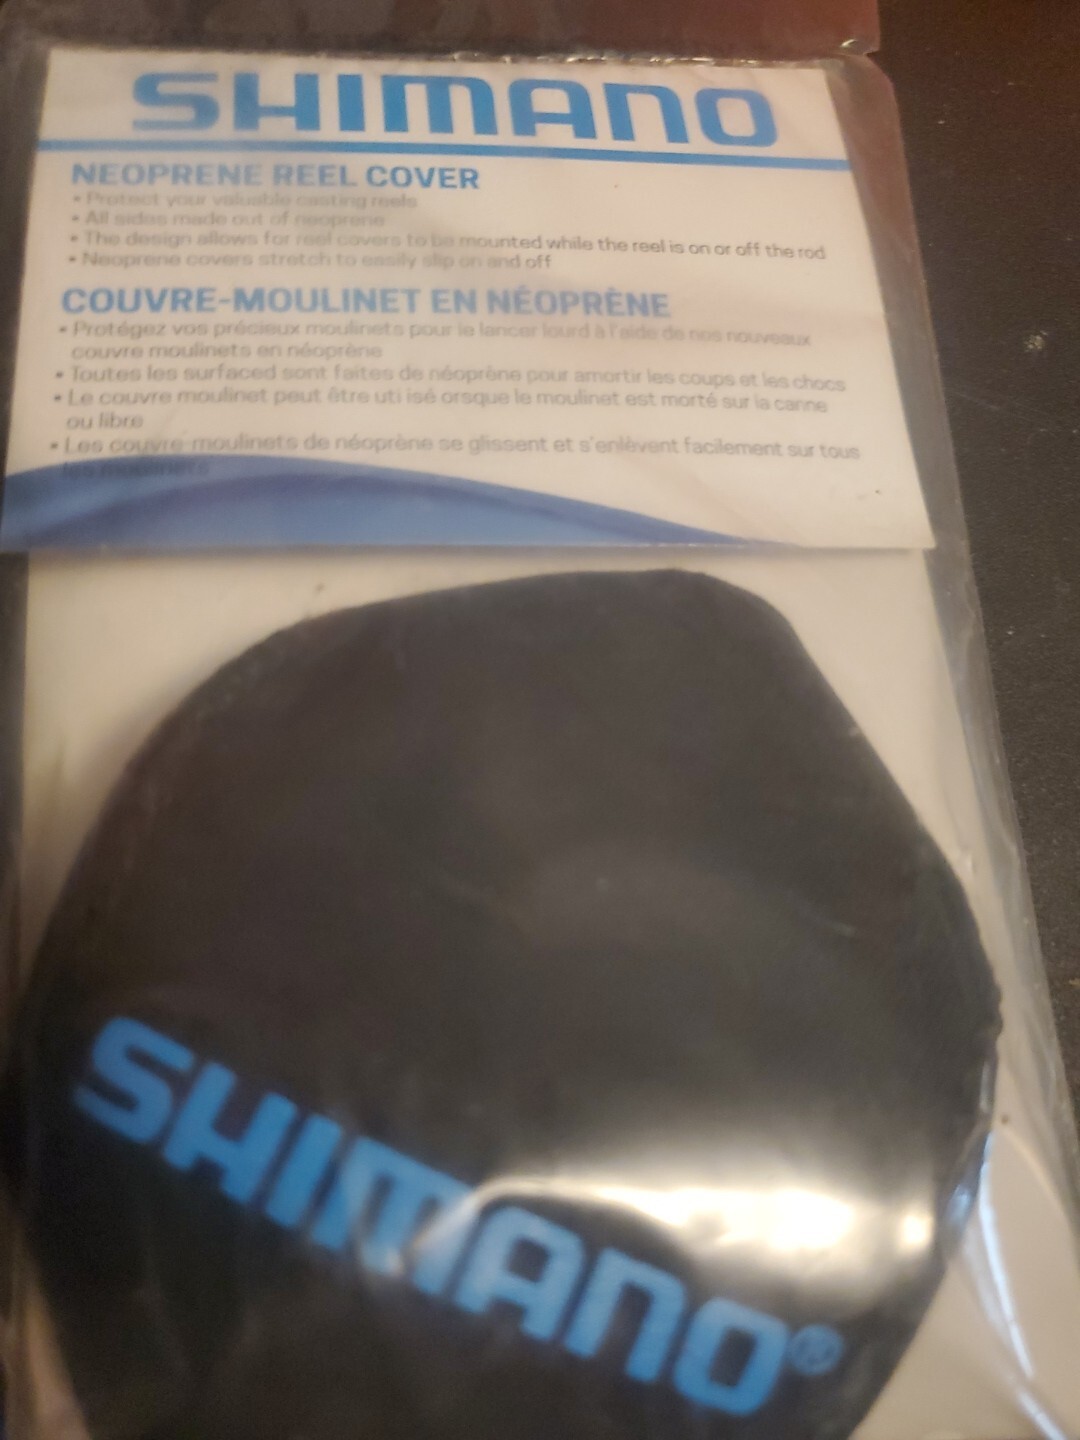 SHIMANO
NEOPRENE REEL COVER
• Protect your valuable casting reels
• All sides made out of neoprene
• The design allows for reel covers to be mounted while the reel is on or off the rod
• Neoprene covers stretch to easily slip on and off
COUVRE-MOULINET EN NÉOPRÈNE
• Protégez vos précieux moulinets pour le lancer lourd à l'aide de nos nouveaux
couvre moulinets en néoprène
• Toutes les surfaced sont faites de néoprène pour amortir les coups et les chocs
• Le couvre moulinet peut être uti isé orsque le moulinet est morté sur la canne
ou libre
• Les couvre-moulinets de néoprène se glissent et s'enlèvent facilement sur tous
les moulinets
SHIMANO®